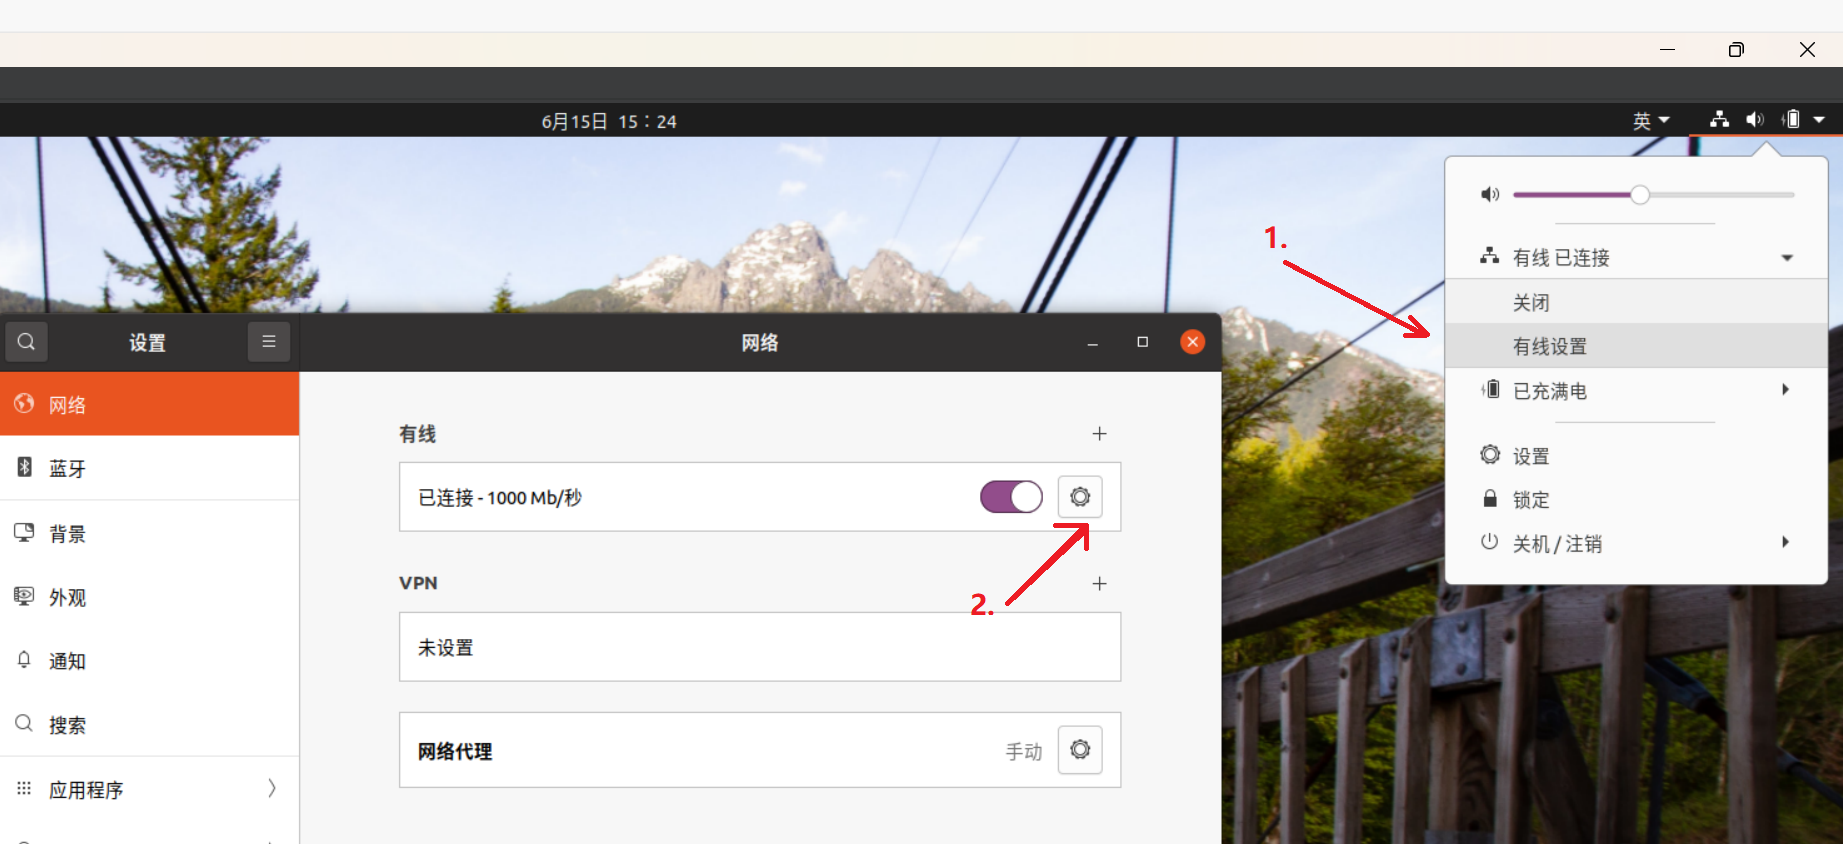 6月15日 15：24
英
1.
有线 已连接
关闭
有线设置
已充满电
设置
锁定
关机 / 注销
设置
网络
网络
蓝牙
背景
外观
通知
搜索
应用程序
有线
已连接 - 1000 Mb/秒
2.
VPN
未设置
网络代理
手动